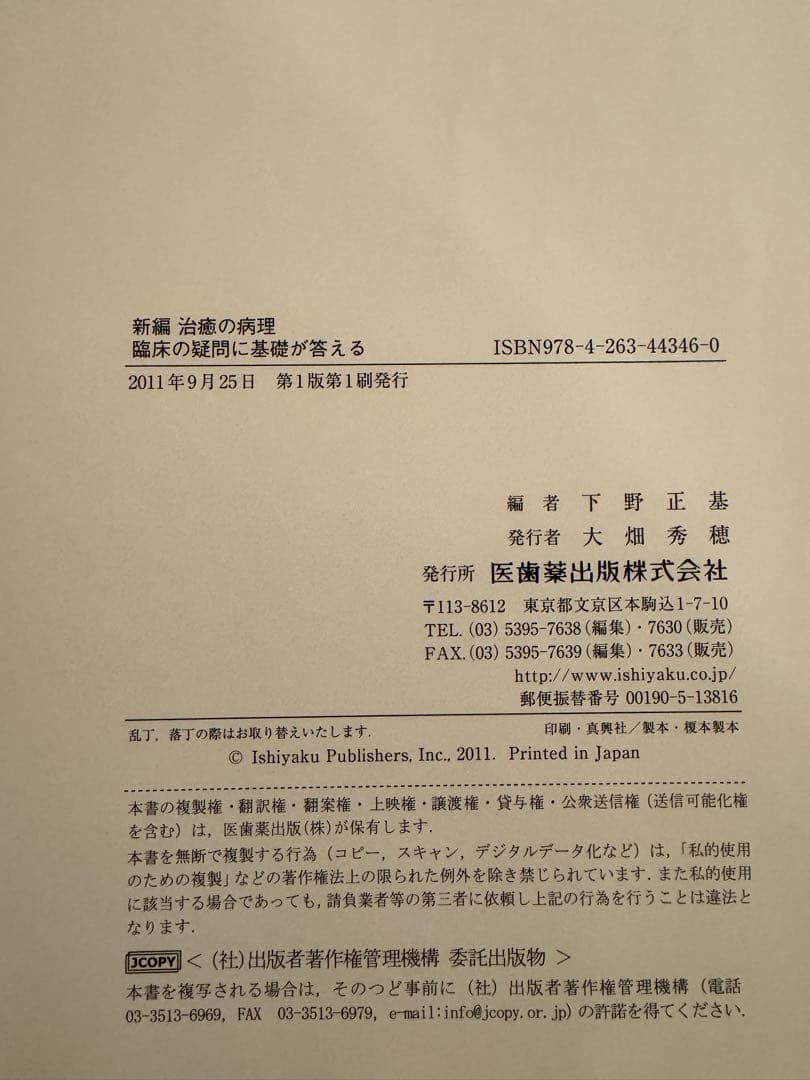 新編 治癒の病理
臨床の疑問に基礎が答える ISBN978-4-263-44346-0
2011年9月25日 第1版第1刷発行
編者 下野正基
発行者 大畑秀穂
発行所 医歯薬出版株式会社
〒113-8612 東京都文京区本駒込1-7-10
TEL.(03) 5395-7638(編集)・7630(販売)
FAX.(03) 5395-7639(編集)・7633(販売)
http://www.ishiyaku.co.jp/
郵便振替番号 00190-5-13816
乱丁,落丁の際はお取り替えいたします. 印刷・真興社/製本・榎本製本
© Ishiyaku Publishers, Inc., 2011. Printed in Japan
本書の複製権・翻訳権・翻案権・上映権・譲渡権・貸与権・公衆送信権(送信可能化権
を含む)は,医歯薬出版(株)が保有します.
本書を無断で複製する行為(コピー,スキャン,デジタルデータ化など)は,「私的使用
のための複製」などの著作権法上の限られた例外を除き禁じられています.また私的使用
に該当する場合であっても,請負業者等の第三者に依頼し上記の行為を行うことは違法と
なります.
JCOPY <(社)出版者著作権管理機構 委託出版物>
本書を複写される場合は,そのつど事前に(社)出版者著作権管理機構(電話
03-3513-6969, FAX 03-3513-6979, e-mail:info@jcopy.or.jp)の許諾を得てください.